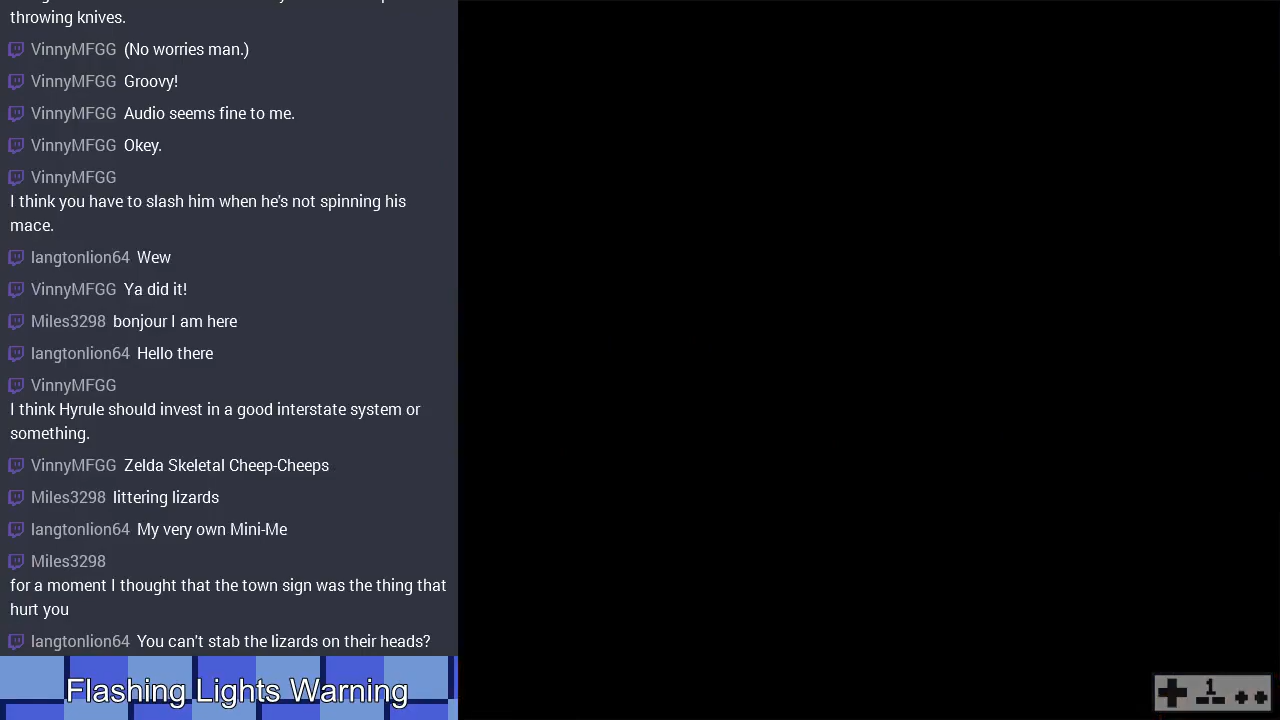 throwing knives.
VinnyMFGG (No worries man.)
VinnyMFGG Groovy!
VinnyMFGG Audio seems fine to me.
VinnyMFGG Okey.
VinnyMFGG
I think you have to slash him when he's not spinning his
mace.
langtonlion64 Wew
VinnyMFGG Ya did it!
Miles3298 bonjour I am here
langtonlion64 Hello there
VinnyMFGG
I think Hyrule should invest in a good interstate system or
something.
VinnyMFGG Zelda Skeletal Cheep-Cheeps
Miles3298 littering lizards
langtonlion64 My very own Mini-Me
Miles3298
for a moment I thought that the town sign was the thing that
hurt you
langtonlion64 You can't stab the lizards on their heads?
Flashing Lights Warning
1